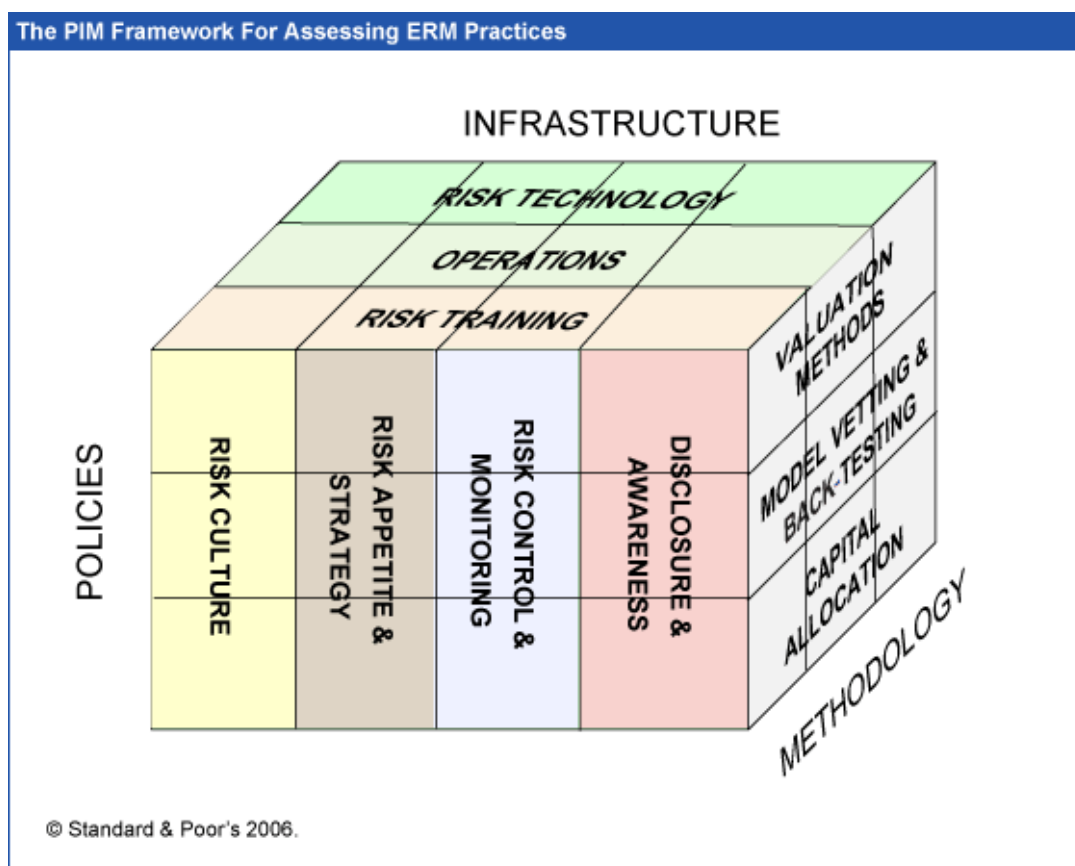 The PIM Framework For Assessing ERM Practices
INFRASTRUCTURE
RISK TECHNOLOGY
OPERATIONS
RISK TRAINING
POLICIES
RISK CULTURE
RISK APPETITE &
STRATEGY
RISK CONTROL &
MONITORING
DISCLOSURE &
AWARENESS
VALUATION
METHODS
MODEL VETTING &
BACK-TESTING
CAPITAL
ALLOCATION
METHODOLOGY
© Standard & Poor's 2006.